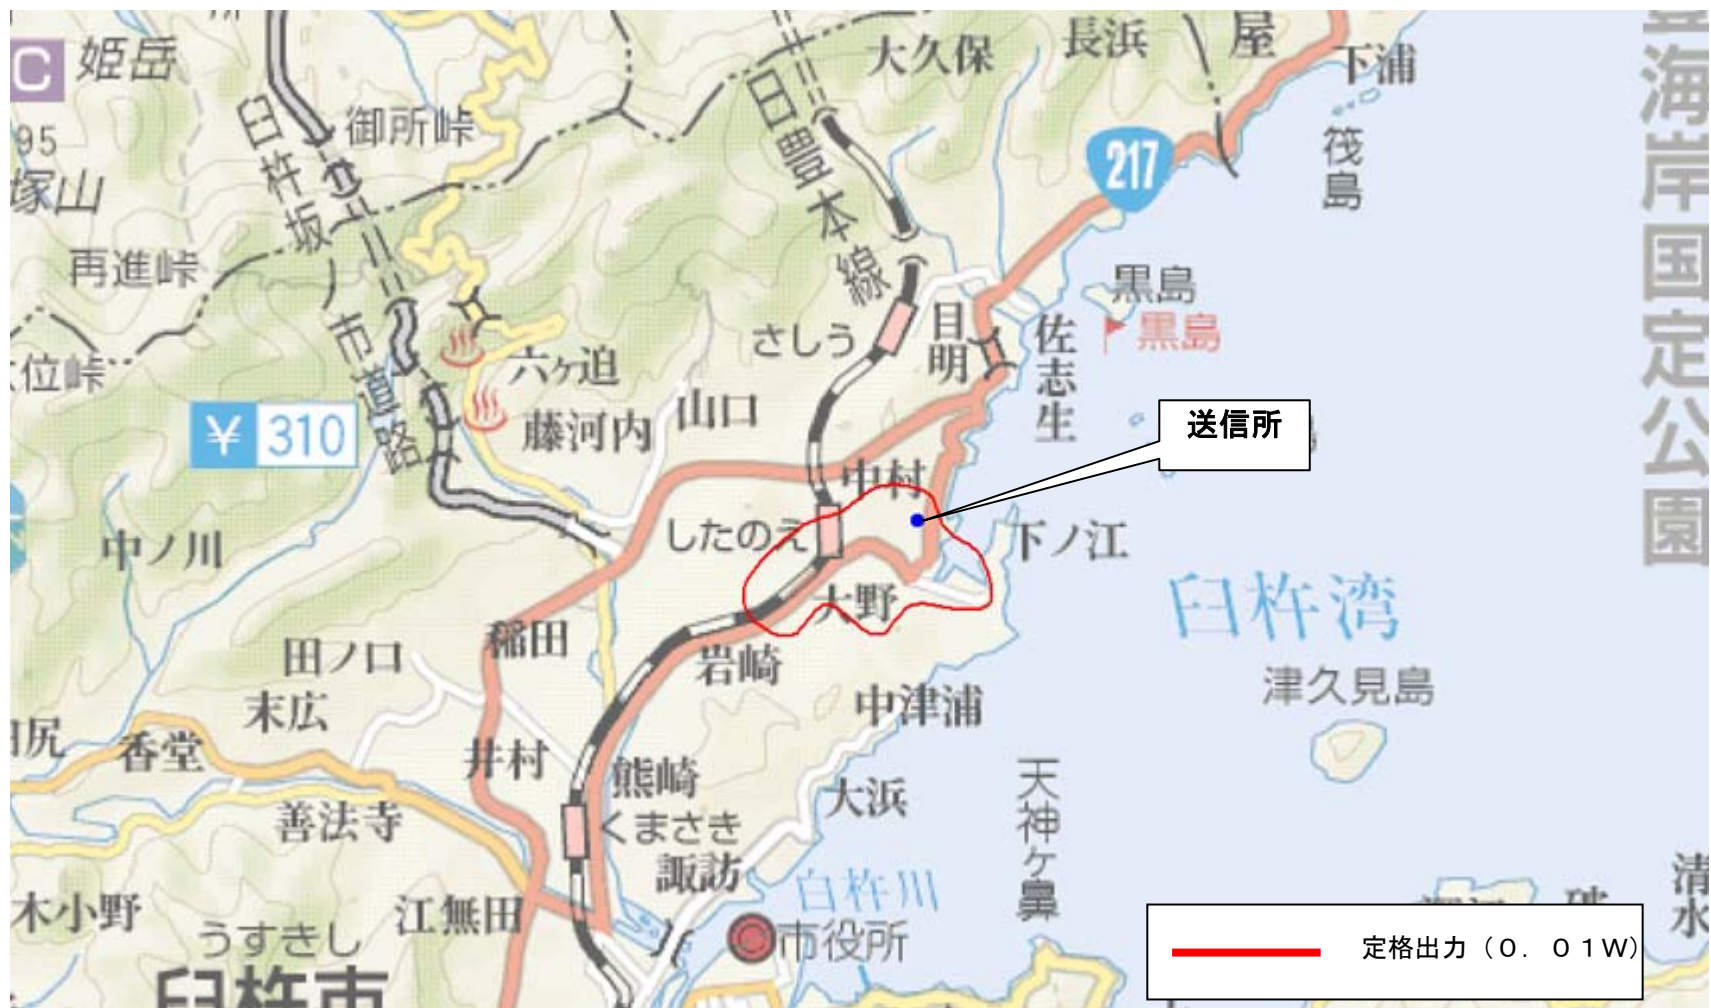 C
姫岳
御所峠
95
塚山
再進峠
位峠
臼杵坂ノ市道路
日豊本線
大久保
長浜
屋
下浦
筏島
217
黒島
黒島
佐志生
目明
さしう
六ヶ迫
藤河内
山口
¥310
中村
送信所
したのえ
下ノ江
大野
中ノ川
稲田
田ノ口
末広
岩崎
中津浦
臼杵湾
津久見島
香堂
井村
熊崎
くまさき
大浜
天神ヶ鼻
善法寺
諏訪
臼杵川
木小野
江無田
市役所
うすきし
臼杵市
清水
海岸国定公園
定格出力（0．01W）